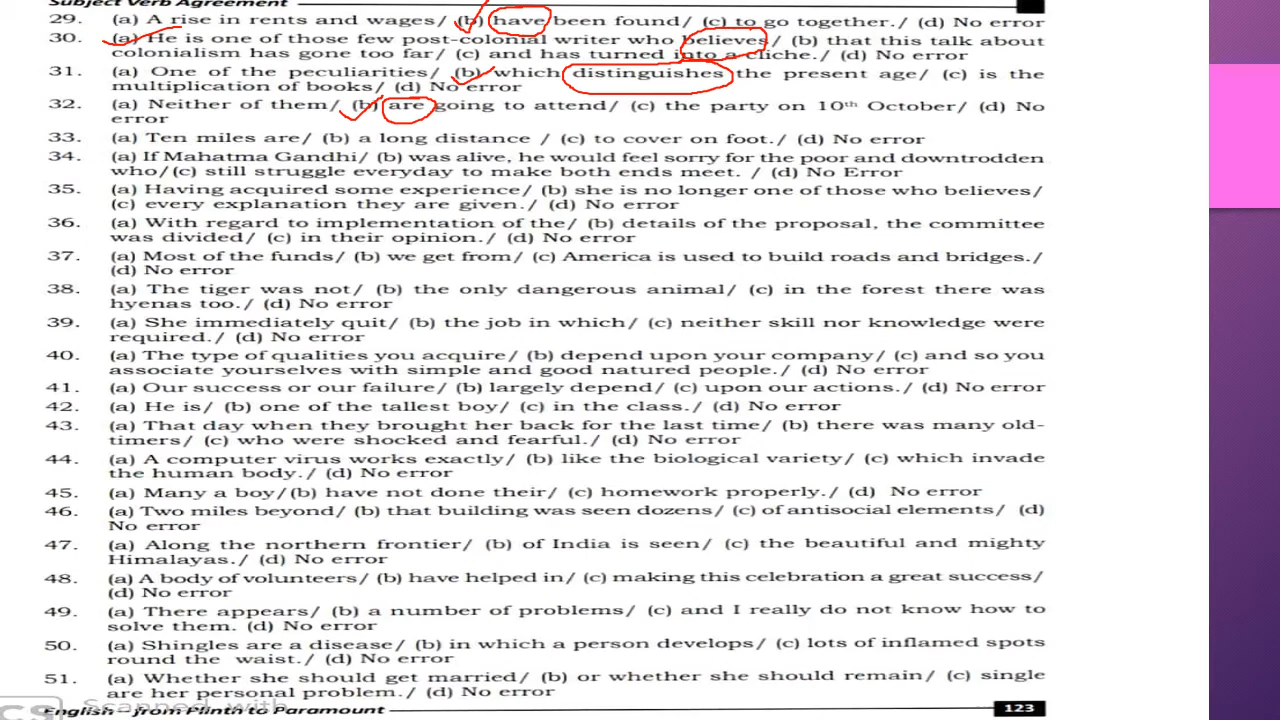 Subject Verb Agreement
29. (a) A rise in rents and wages/ (b) have been found/ (c) to go together./ (d) No error
30. (a) He is one of those few post-colonial writer who believes/ (b) that this talk about
colonialism has gone too far/ (c) and has turned into a cliche./ (d) No error
31. (a) One of the peculiarities/ (b) which distinguishes the present age/ (c) is the
multiplication of books/ (d) No error
32. (a) Neither of them/ (b) are going to attend/ (c) the party on 10th October/ (d) No
error
33. (a) Ten miles are/ (b) a long distance / (c) to cover on foot./ (d) No error
34. (a) If Mahatma Gandhi/ (b) was alive, he would feel sorry for the poor and downtrodden
who/(c) still struggle everyday to make both ends meet. / (d) No Error
35. (a) Having acquired some experience/ (b) she is no longer one of those who believes/
(c) every explanation they are given./ (d) No error
36. (a) With regard to implementation of the/ (b) details of the proposal, the committee
was divided/ (c) in their opinion./ (d) No error
37. (a) Most of the funds/ (b) we get from/ (c) America is used to build roads and bridges./
(d) No error
38. (a) The tiger was not/ (b) the only dangerous animal/ (c) in the forest there was
hyenas too./ (d) No error
39. (a) She immediately quit/ (b) the job in which/ (c) neither skill nor knowledge were
required./ (d) No error
40. (a) The type of qualities you acquire/ (b) depend upon your company/ (c) and so you
associate yourselves with simple and good natured people./ (d) No error
41. (a) Our success or our failure/ (b) largely depend/ (c) upon our actions./ (d) No error
42. (a) He is/ (b) one of the tallest boy/ (c) in the class./ (d) No error
43. (a) That day when they brought her back for the last time/ (b) there was many old-
timers/ (c) who were shocked and fearful./ (d) No error
44. (a) A computer virus works exactly/ (b) like the biological variety/ (c) which invade
the human body./ (d) No error
45. (a) Many a boy/(b) have not done their/ (c) homework properly./ (d) No error
46. (a) Two miles beyond/ (b) that building was seen dozens/ (c) of antisocial elements/ (d)
No error
47. (a) Along the northern frontier/ (b) of India is seen/ (c) the beautiful and mighty
Himalayas./ (d) No error
48. (a) A body of volunteers/ (b) have helped in/ (c) making this celebration a great success/
(d) No error
49. (a) There appears/ (b) a number of problems/ (c) and I really do not know how to
solve them. (d) No error
50. (a) Shingles are a disease/ (b) in which a person develops/ (c) lots of inflamed spots
round the waist./ (d) No error
51. (a) Whether she should get married/ (b) or whether she should remain/ (c) single
are her personal problem./ (d) No error
CS Scanned with
English – from Plinth to Paramount 123